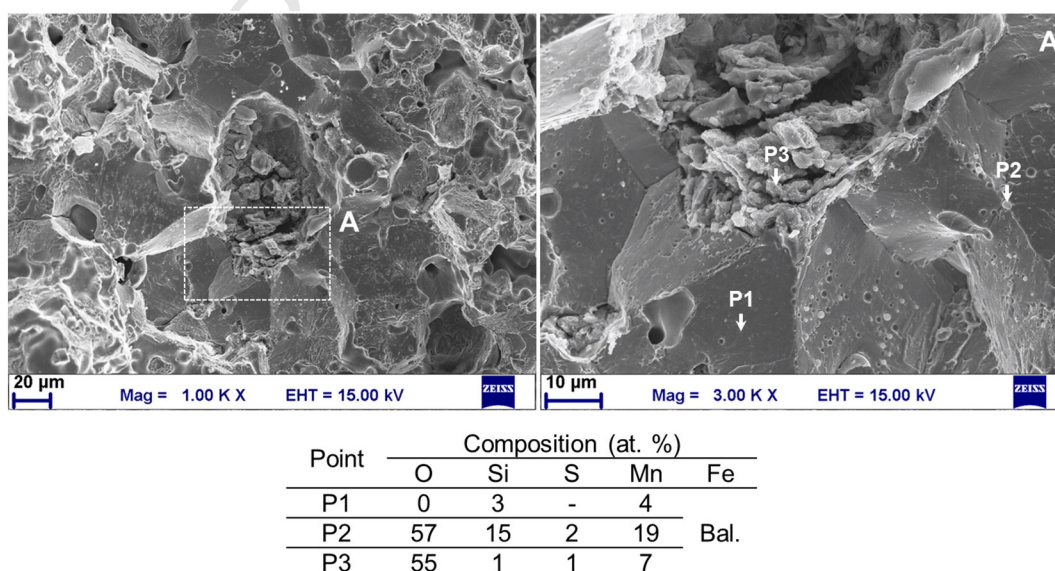 A
20 µm
Mag = 1.00 K X EHT = 15.00 kV ZEISS
A
P3
P2
P1
10 µm
Mag = 3.00 K X EHT = 15.00 kV ZEISS
Point Composition (at. %)
O Si S Mn Fe
P1 0 3 - 4
P2 57 15 2 19 Bal.
P3 55 1 1 7